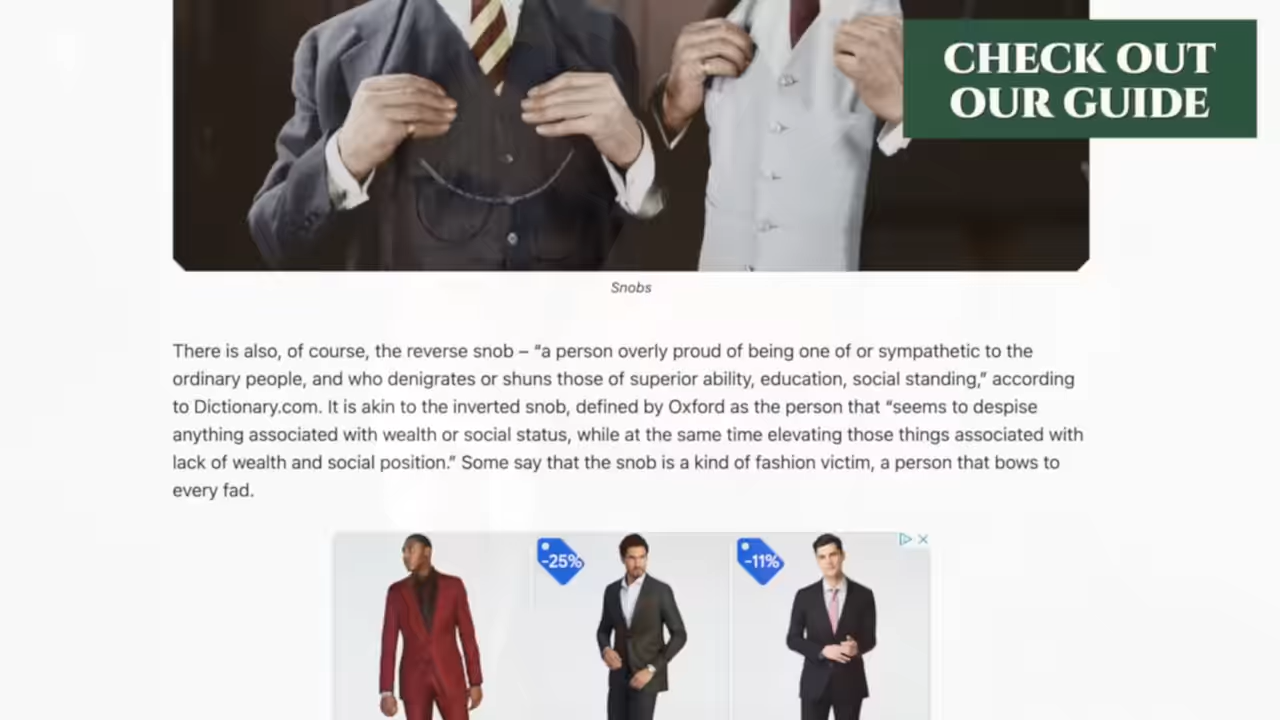 CHECK OUT
OUR GUIDE
Snobs
There is also, of course, the reverse snob – “a person overly proud of being one of or sympathetic to the
ordinary people, and who denigrates or shuns those of superior ability, education, social standing,” according
to Dictionary.com. It is akin to the inverted snob, defined by Oxford as the person that “seems to despise
anything associated with wealth or social status, while at the same time elevating those things associated with
lack of wealth and social position.” Some say that the snob is a kind of fashion victim, a person that bows to
every fad.
-25%
-11%